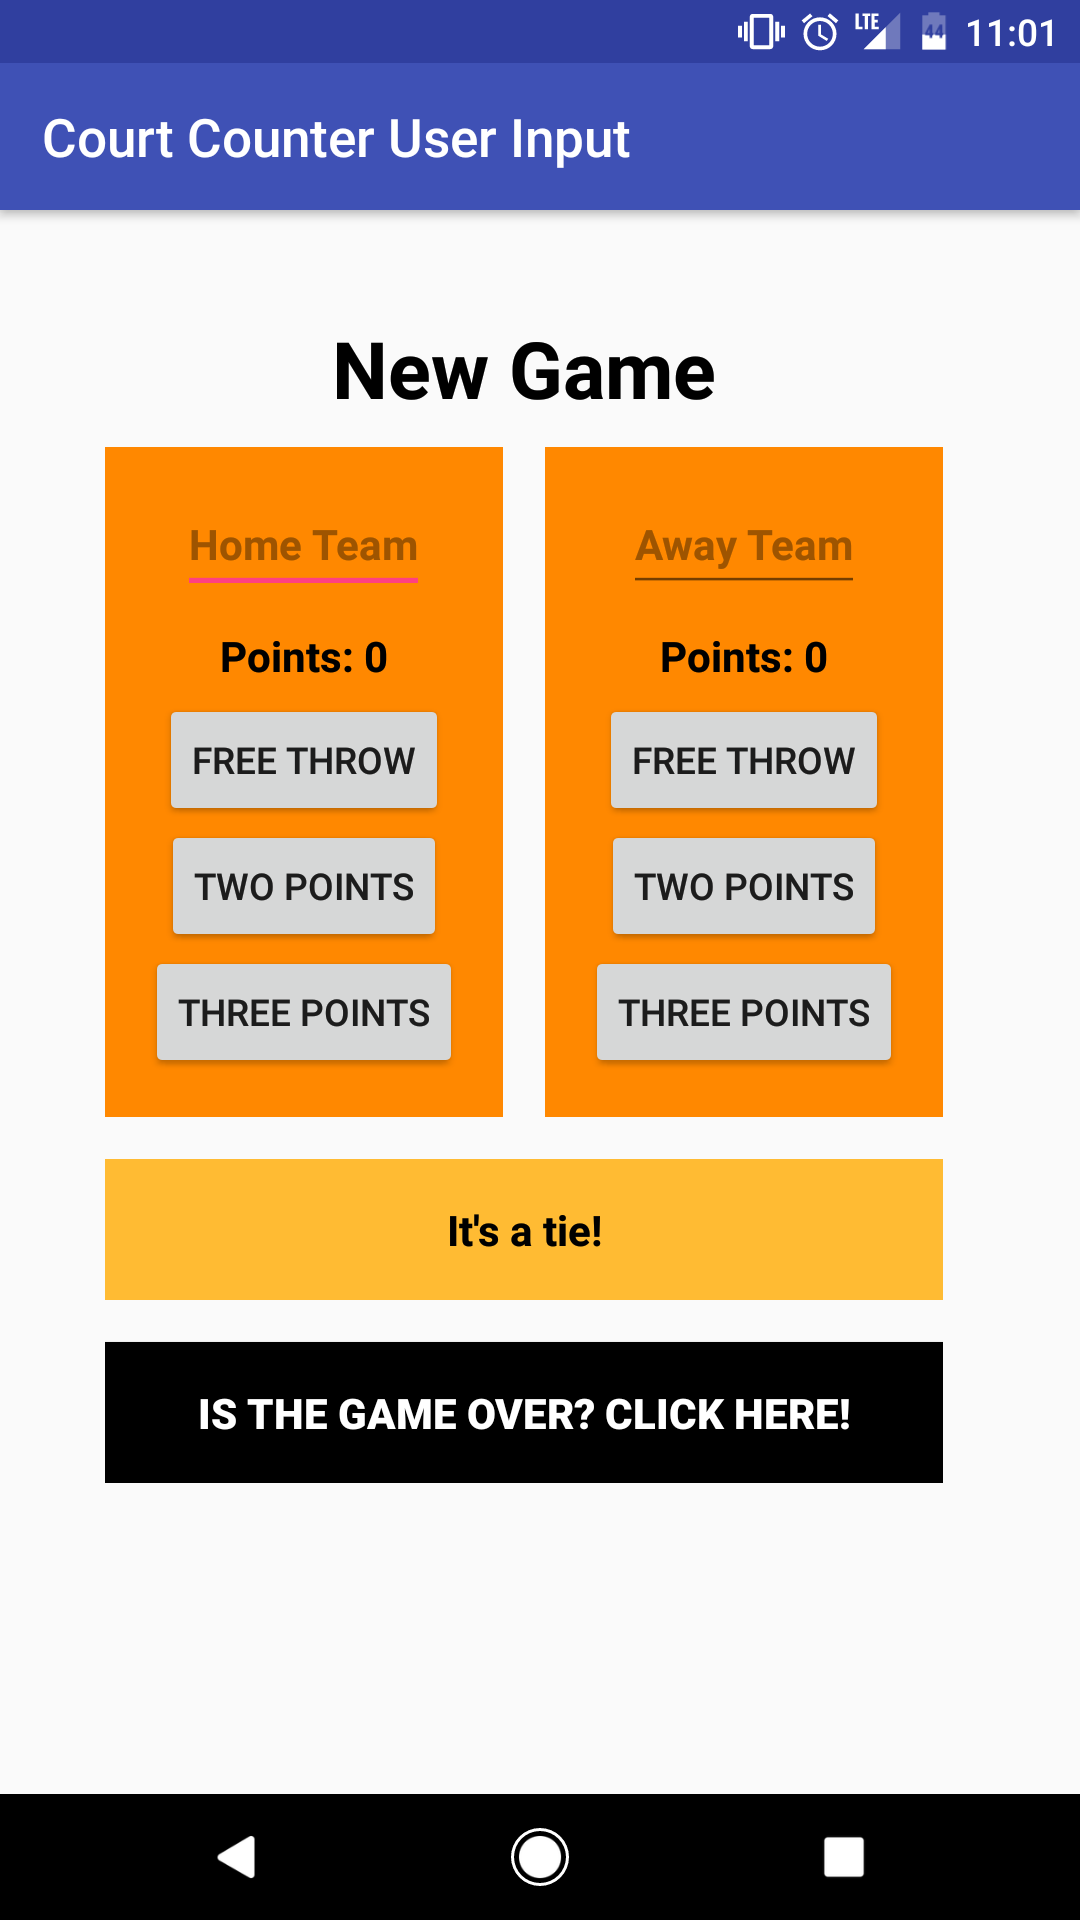 LTE 44 11:01
Court Counter User Input
New Game
Home Team Away Team
Points: 0 Points: 0
FREE THROW FREE THROW
TWO POINTS TWO POINTS
THREE POINTS THREE POINTS
It's a tie!
IS THE GAME OVER? CLICK HERE!